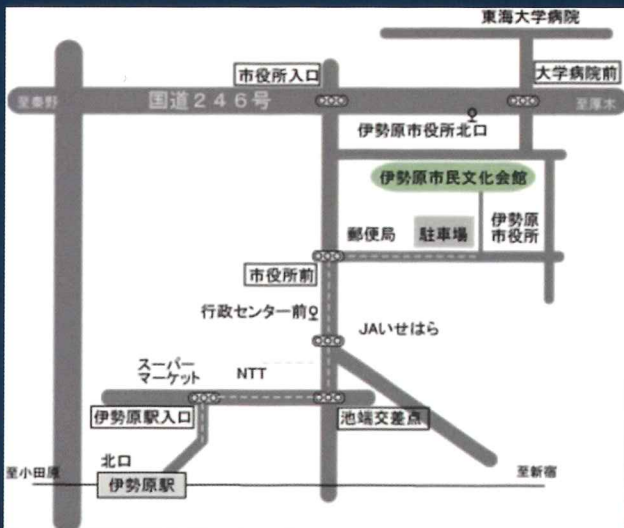 東海大学病院
市役所入口
大学病院前
至秦野
国道246号
至厚木
伊勢原市役所北口
伊勢原市民文化会館
郵便局
駐車場
伊勢原
市役所
市役所前
行政センター前
JAいせはら
スーパー
マーケット
NTT
伊勢原駅入口
池端交差点
北口
至小田原
至新宿
伊勢原駅